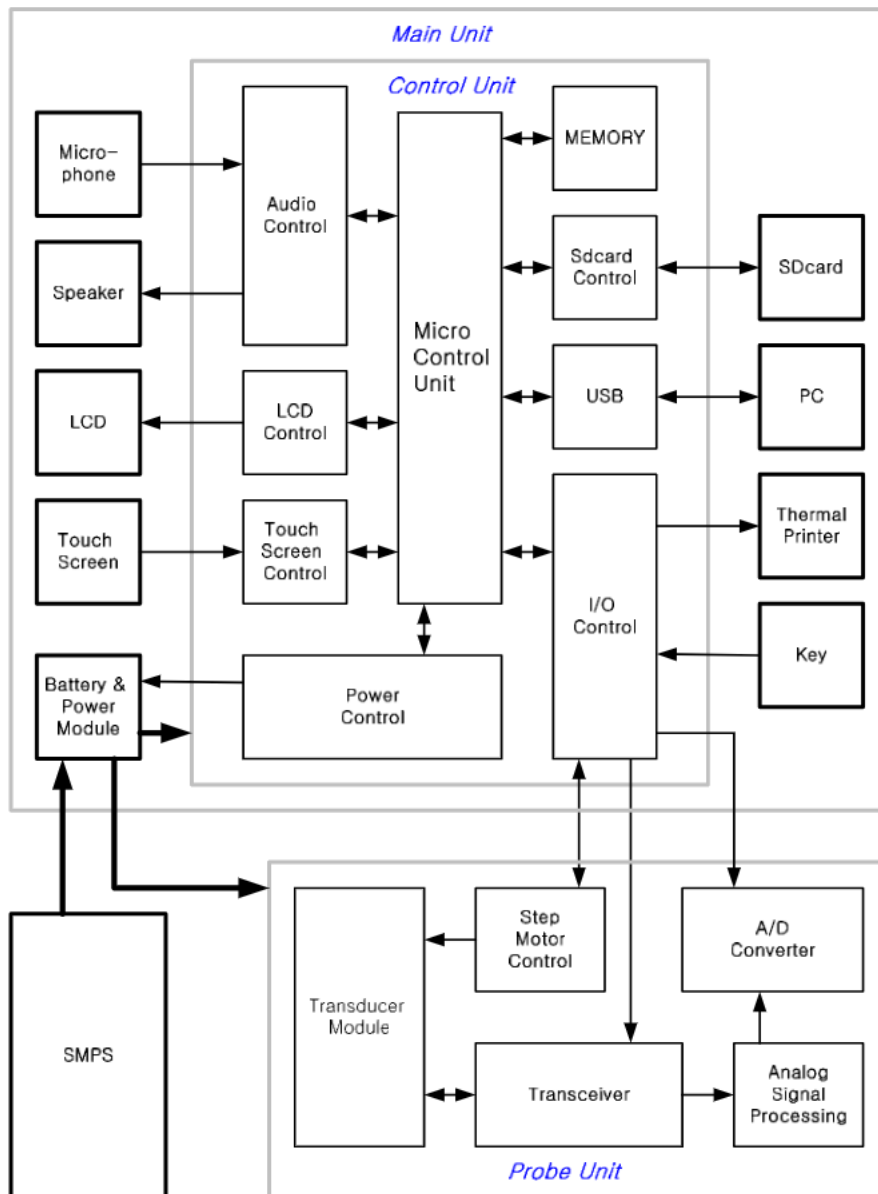 Main Unit
Control Unit
Micro-
phone
Audio
Control
MEMORY
Speaker
Sdcard
Control
SDcard
Micro
Control
Unit
LCD
LCD
Control
USB
PC
Touch
Screen
Touch
Screen
Control
Thermal
Printer
I/O
Control
Key
Battery &
Power
Module
Power
Control
Step
Motor
Control
A/D
Converter
Transducer
Module
SMPS
Transceiver
Analog
Signal
Processing
Probe Unit